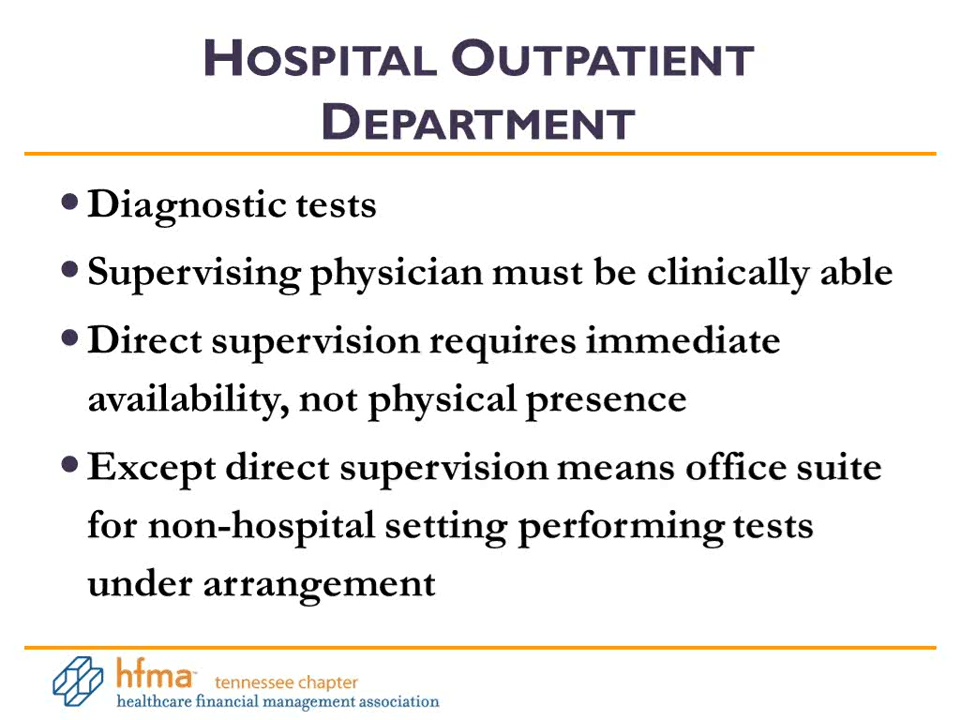 HOSPITAL OUTPATIENT
DEPARTMENT
• Diagnostic tests
• Supervising physician must be clinically able
• Direct supervision requires immediate
availability, not physical presence
• Except direct supervision means office suite
for non-hospital setting performing tests
under arrangement
hfma™ tennessee chapter
healthcare financial management association